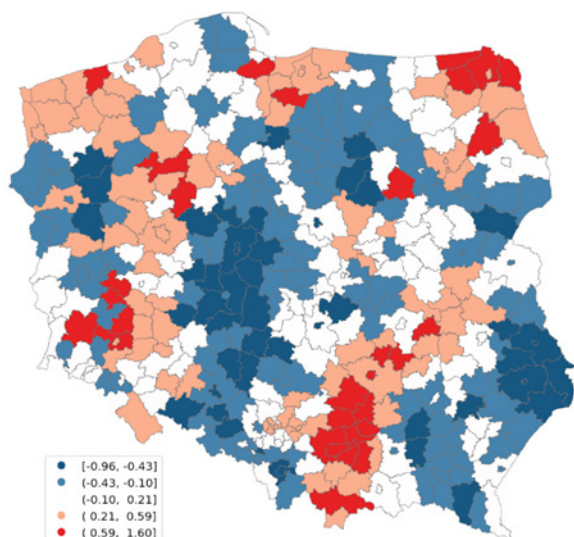 [-0.96, -0.43]
(-0.43, -0.10]
(-0.10, 0.21]
( 0.21, 0.59]
( 0.59, 1.60]